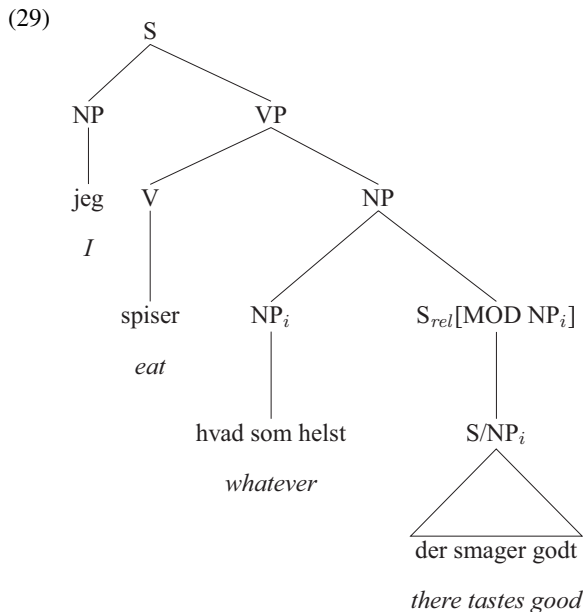 (29)
S
NP VP
jeg V NP
I
spiser NP_i S_rel[MOD NP_i]
eat
hvad som helst S/NP_i
whatever
der smager godt
there tastes good